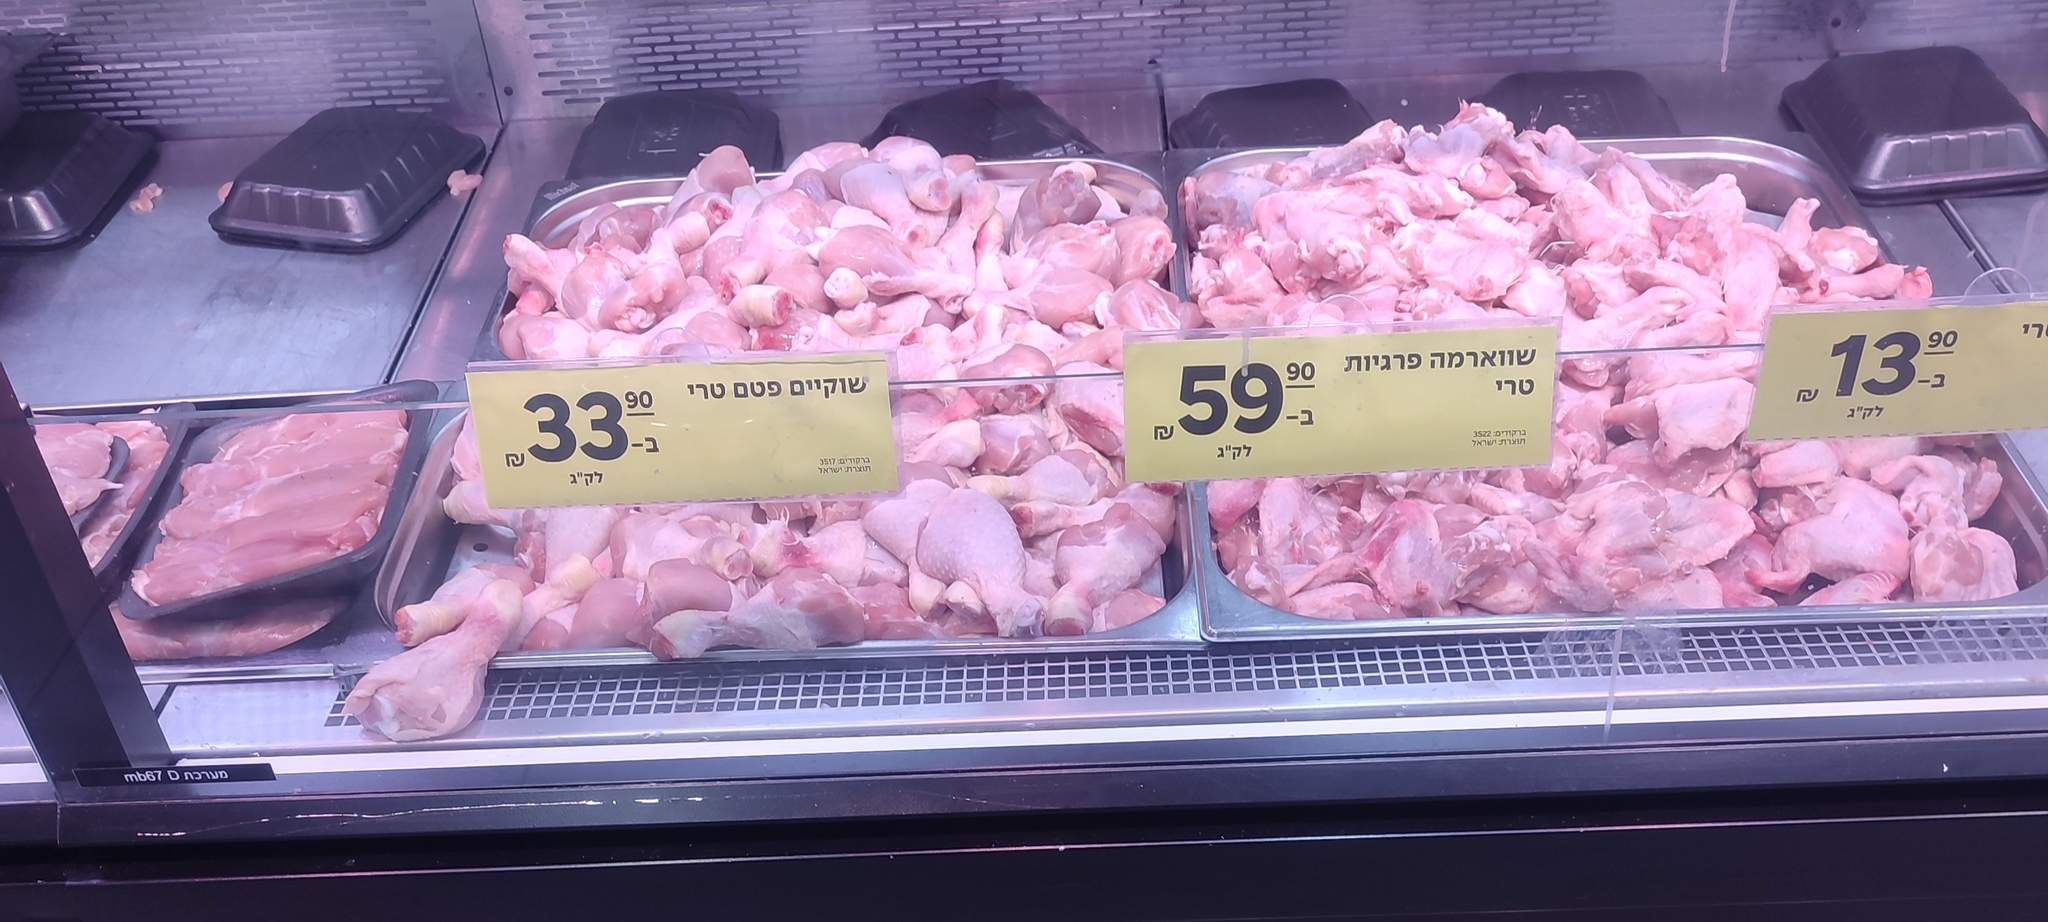 שוקיים פטם טרי
33.90
ב-
₪
לק"ג
ברקודים: 3517
תוצרת: ישראל
שווארמה פרגיות
טרי
59.90
ב-
₪
לק"ג
ברקודים: 3522
תוצרת: ישראל
13.90
ב-
₪
לק"ג
מערכת mb67 D